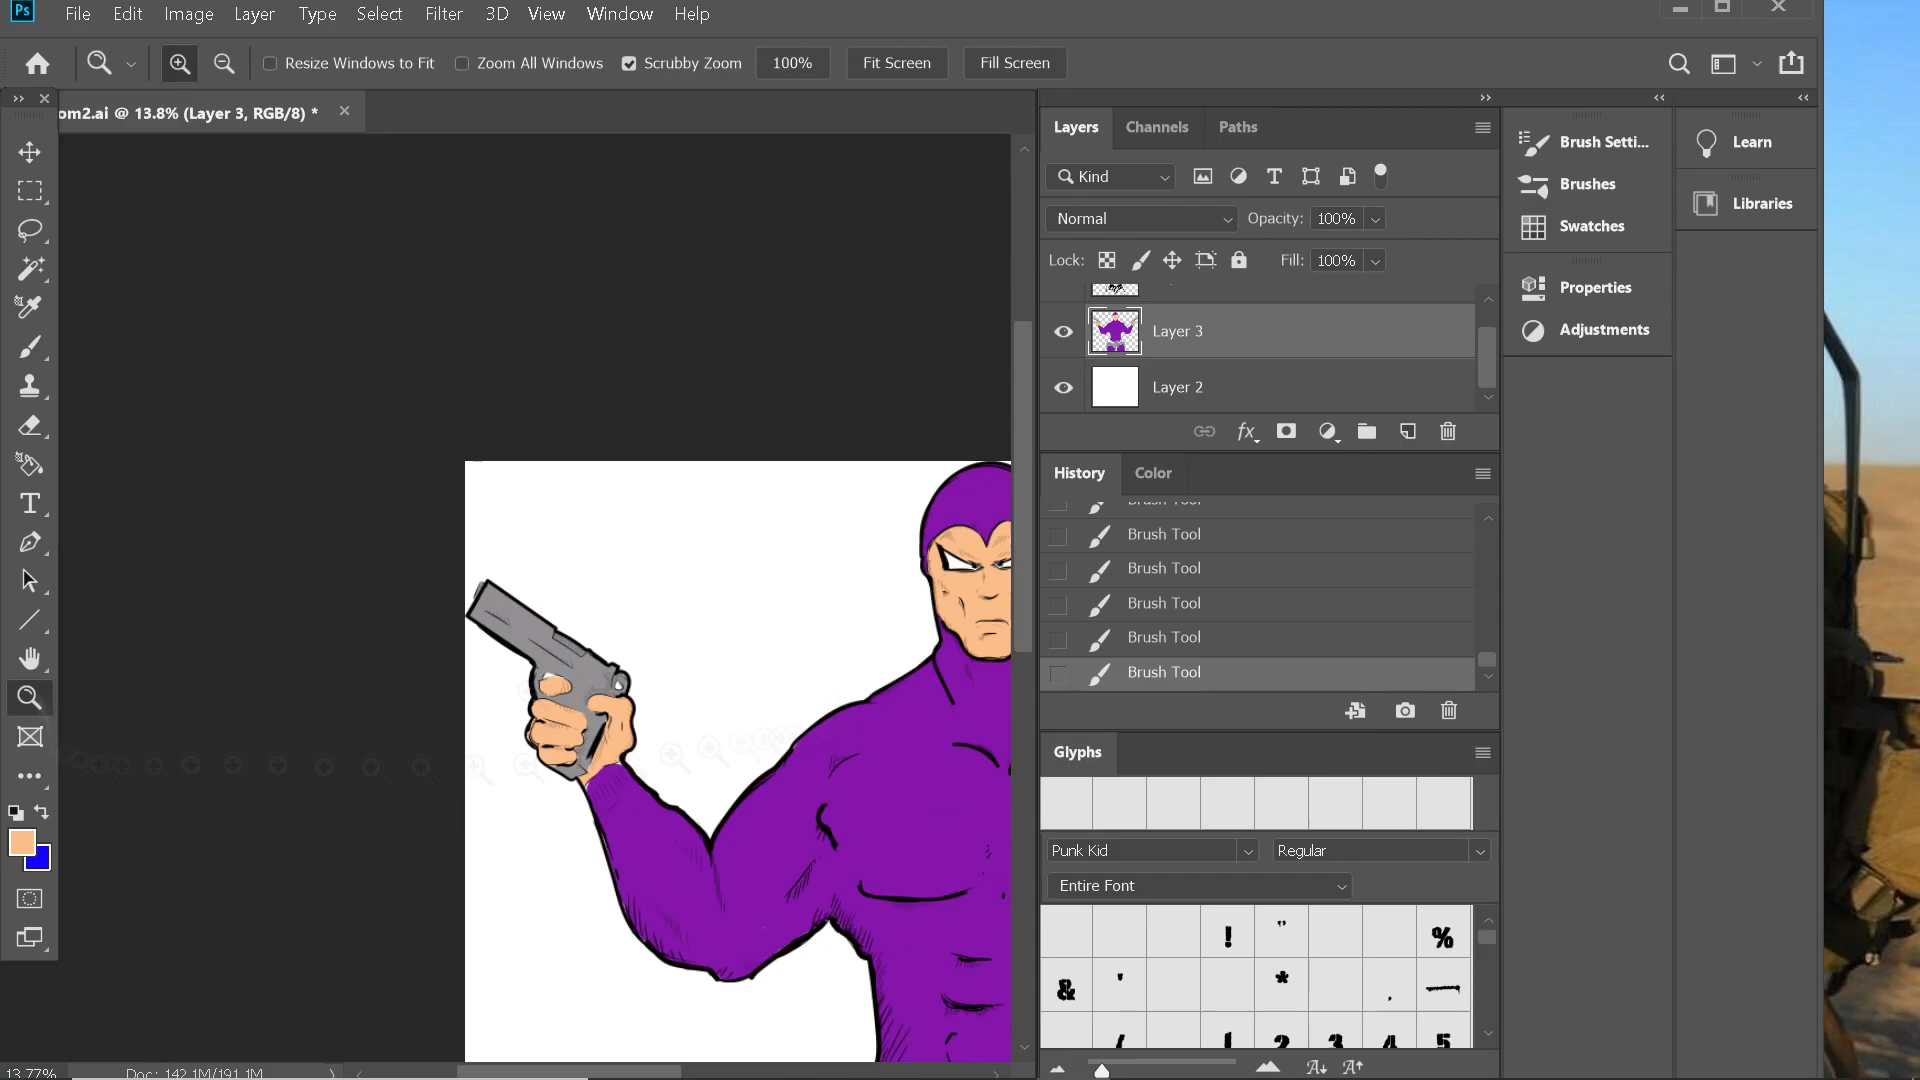 Ps File Edit Image Layer Type Select Filter 3D View Window Help
Resize Windows to Fit Zoom All Windows Scrubby Zoom 100% Fit Screen Fill Screen
om2.ai @ 13.8% (Layer 3, RGB/8) *
Layers Channels Paths
Kind
Normal Opacity: 100%
Lock: Fill: 100%
Layer 3
Layer 2
fx
History Color
Brush Tool
Brush Tool
Brush Tool
Brush Tool
Brush Tool
Brush Tool
Glyphs
Punk Kid Regular
Entire Font
! " %
& ' * , —
( 1 2 3 4 5
Brush Setti...
Brushes
Swatches
Properties
Adjustments
Learn
Libraries
13.77% Doc: 142.1M/191.1M